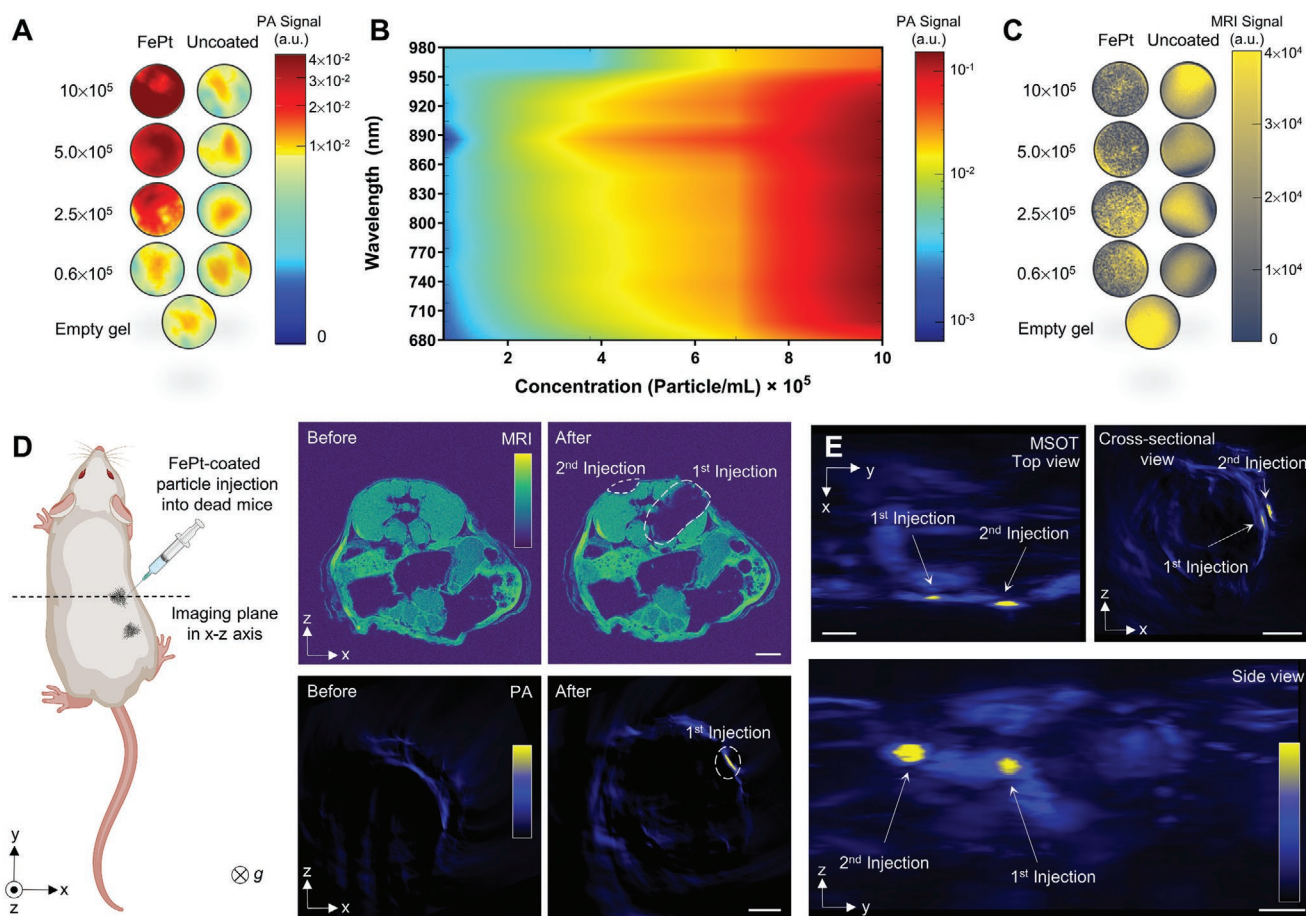 A
FePt Uncoated
PA Signal
(a.u.)
10×10⁵
5.0×10⁵
2.5×10⁵
0.6×10⁵
Empty gel
4×10⁻²
3×10⁻²
2×10⁻²
1×10⁻²
0
B
Wavelength (nm)
980
950
920
890
860
830
800
770
740
710
680
2 4 6 8 10
Concentration (Particle/mL) × 10⁵
PA Signal
(a.u.)
10⁻¹
10⁻²
10⁻³
C
FePt Uncoated
MRI Signal
(a.u.)
10×10⁵
5.0×10⁵
2.5×10⁵
0.6×10⁵
Empty gel
4×10⁴
3×10⁴
2×10⁴
1×10⁴
0
D
FePt-coated
particle injection
into dead mice
Imaging plane
in x-z axis
y
x
z
g
Before MRI
z
x
After
2nd Injection
1st Injection
Before PA
z
x
After
1st Injection
E
MSOT
Top view
y
x
1st Injection
2nd Injection
Cross-sectional
view
2nd Injection
1st Injection
z
x
Side view
2nd Injection
1st Injection
z
y